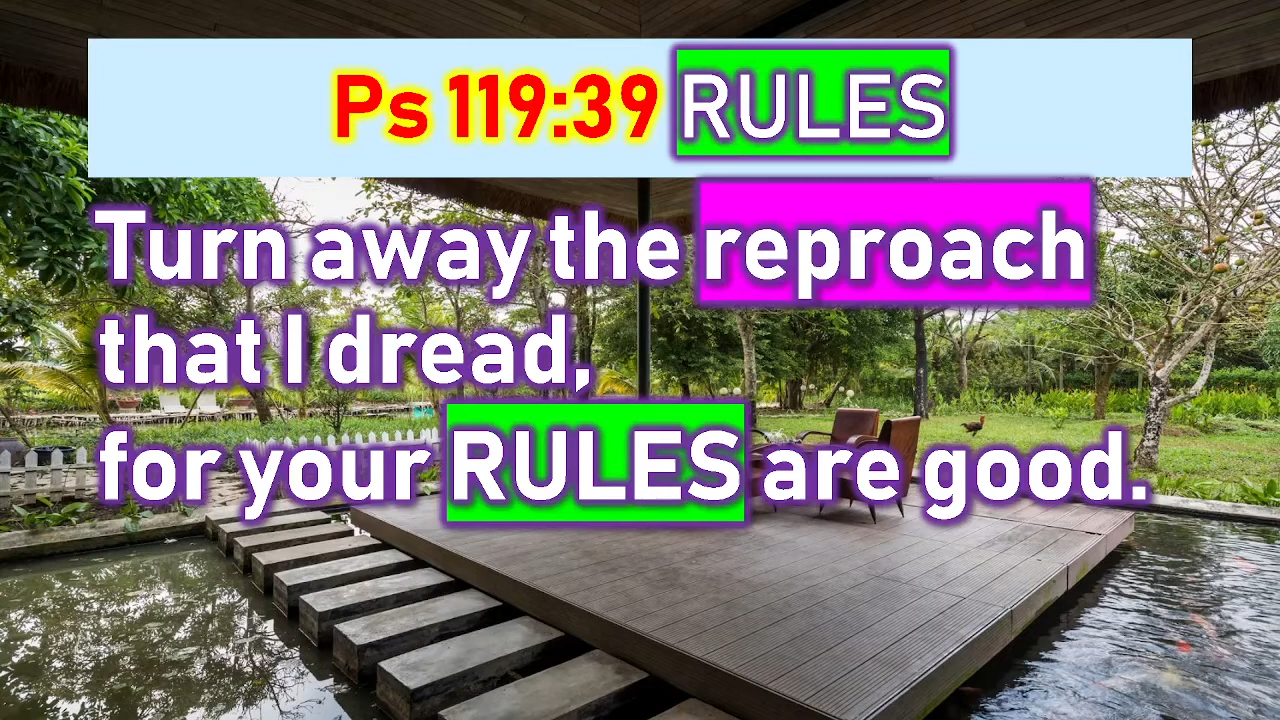 Ps 119:39 RULES
Turn away the reproach
that I dread,
for your RULES are good.